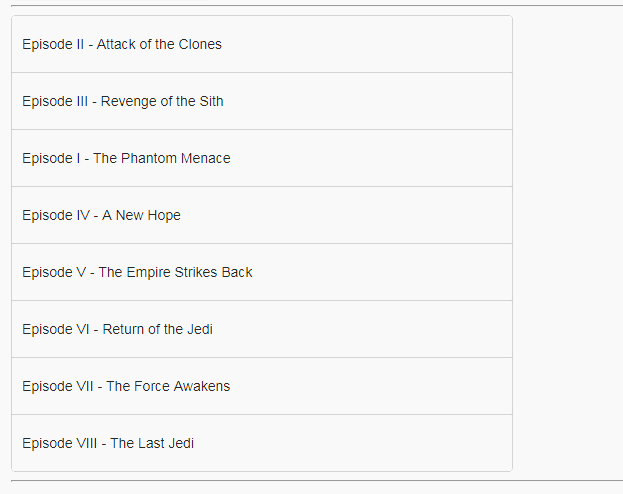 Episode II - Attack of the Clones
Episode III - Revenge of the Sith
Episode I - The Phantom Menace
Episode IV - A New Hope
Episode V - The Empire Strikes Back
Episode VI - Return of the Jedi
Episode VII - The Force Awakens
Episode VIII - The Last Jedi